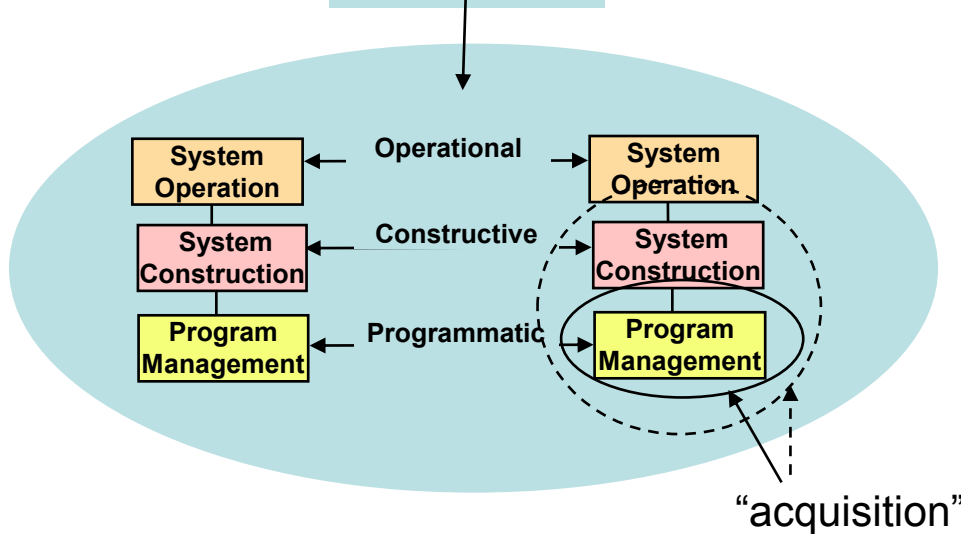 System
Operation
Operational
System
Operation
System
Construction
Constructive
System
Construction
Program
Management
Programmatic
Program
Management
“acquisition”